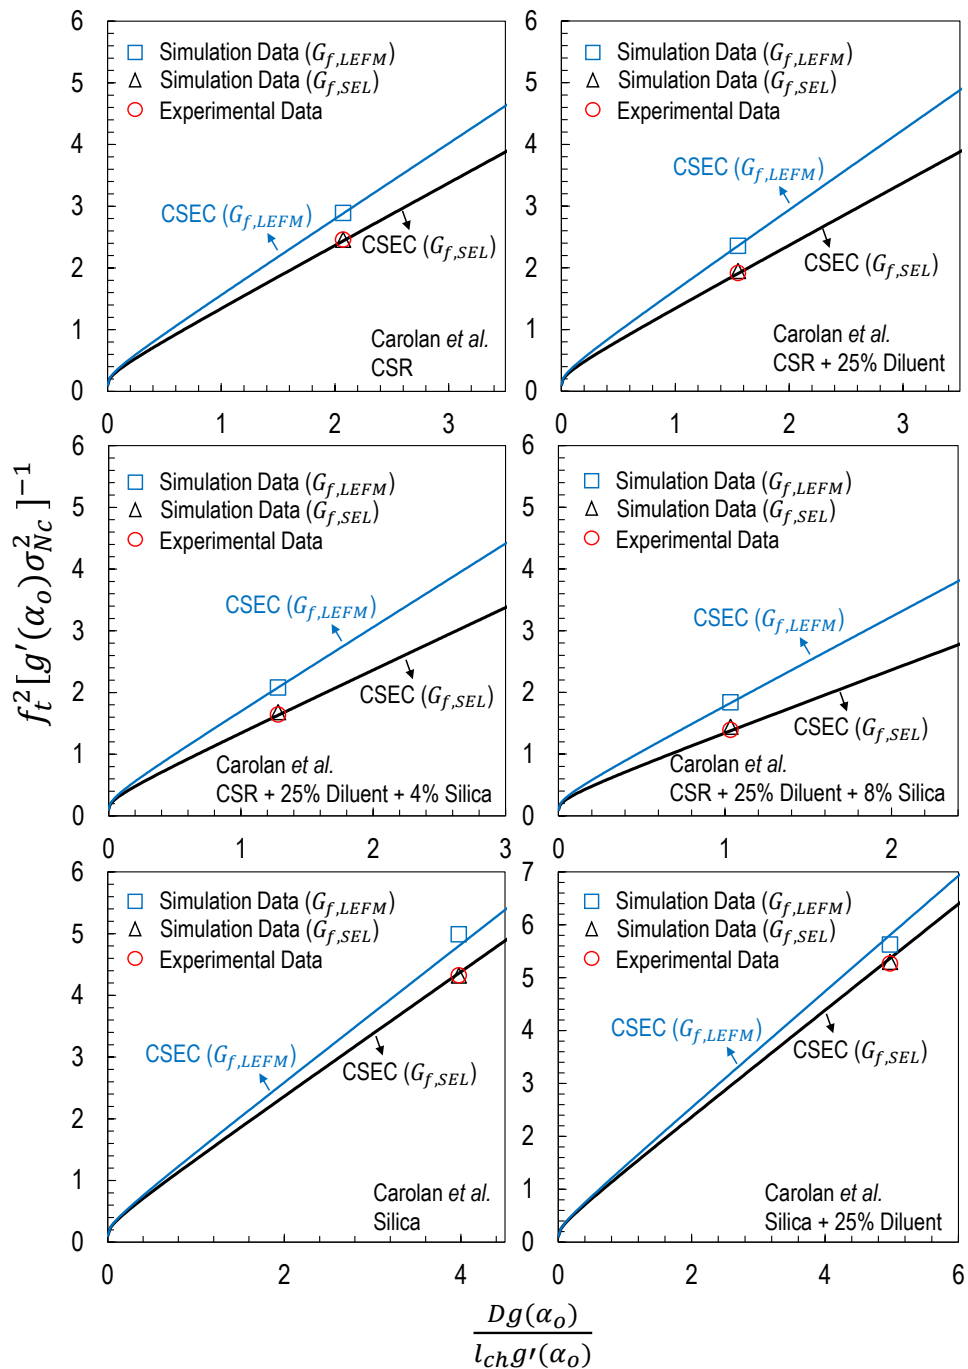 6
5
4
3
2
1
0
Simulation Data (G_{f,LEFM})
Simulation Data (G_{f,SEL})
Experimental Data
CSEC (G_{f,LEFM})
CSEC (G_{f,SEL})
Carolan et al.
CSR
0 1 2 3
6
5
4
3
2
1
0
Simulation Data (G_{f,LEFM})
Simulation Data (G_{f,SEL})
Experimental Data
CSEC (G_{f,LEFM})
CSEC (G_{f,SEL})
Carolan et al.
CSR + 25% Diluent
0 1 2 3
f_t^2[g′(α_o)σ_{Nc}^2]^{−1}
6
5
4
3
2
1
0
Simulation Data (G_{f,LEFM})
Simulation Data (G_{f,SEL})
Experimental Data
CSEC (G_{f,LEFM})
CSEC (G_{f,SEL})
Carolan et al.
CSR + 25% Diluent + 4% Silica
0 1 2 3
6
5
4
3
2
1
0
Simulation Data (G_{f,LEFM})
Simulation Data (G_{f,SEL})
Experimental Data
CSEC (G_{f,LEFM})
CSEC (G_{f,SEL})
Carolan et al.
CSR + 25% Diluent + 8% Silica
0 1 2
6
5
4
3
2
1
0
Simulation Data (G_{f,LEFM})
Simulation Data (G_{f,SEL})
Experimental Data
CSEC (G_{f,LEFM})
CSEC (G_{f,SEL})
Carolan et al.
Silica
0 2 4
7
6
5
4
3
2
1
0
Simulation Data (G_{f,LEFM})
Simulation Data (G_{f,SEL})
Experimental Data
CSEC (G_{f,LEFM})
CSEC (G_{f,SEL})
Carolan et al.
Silica + 25% Diluent
0 2 4 6
Dg(α_o)
l_{ch}g′(α_o)